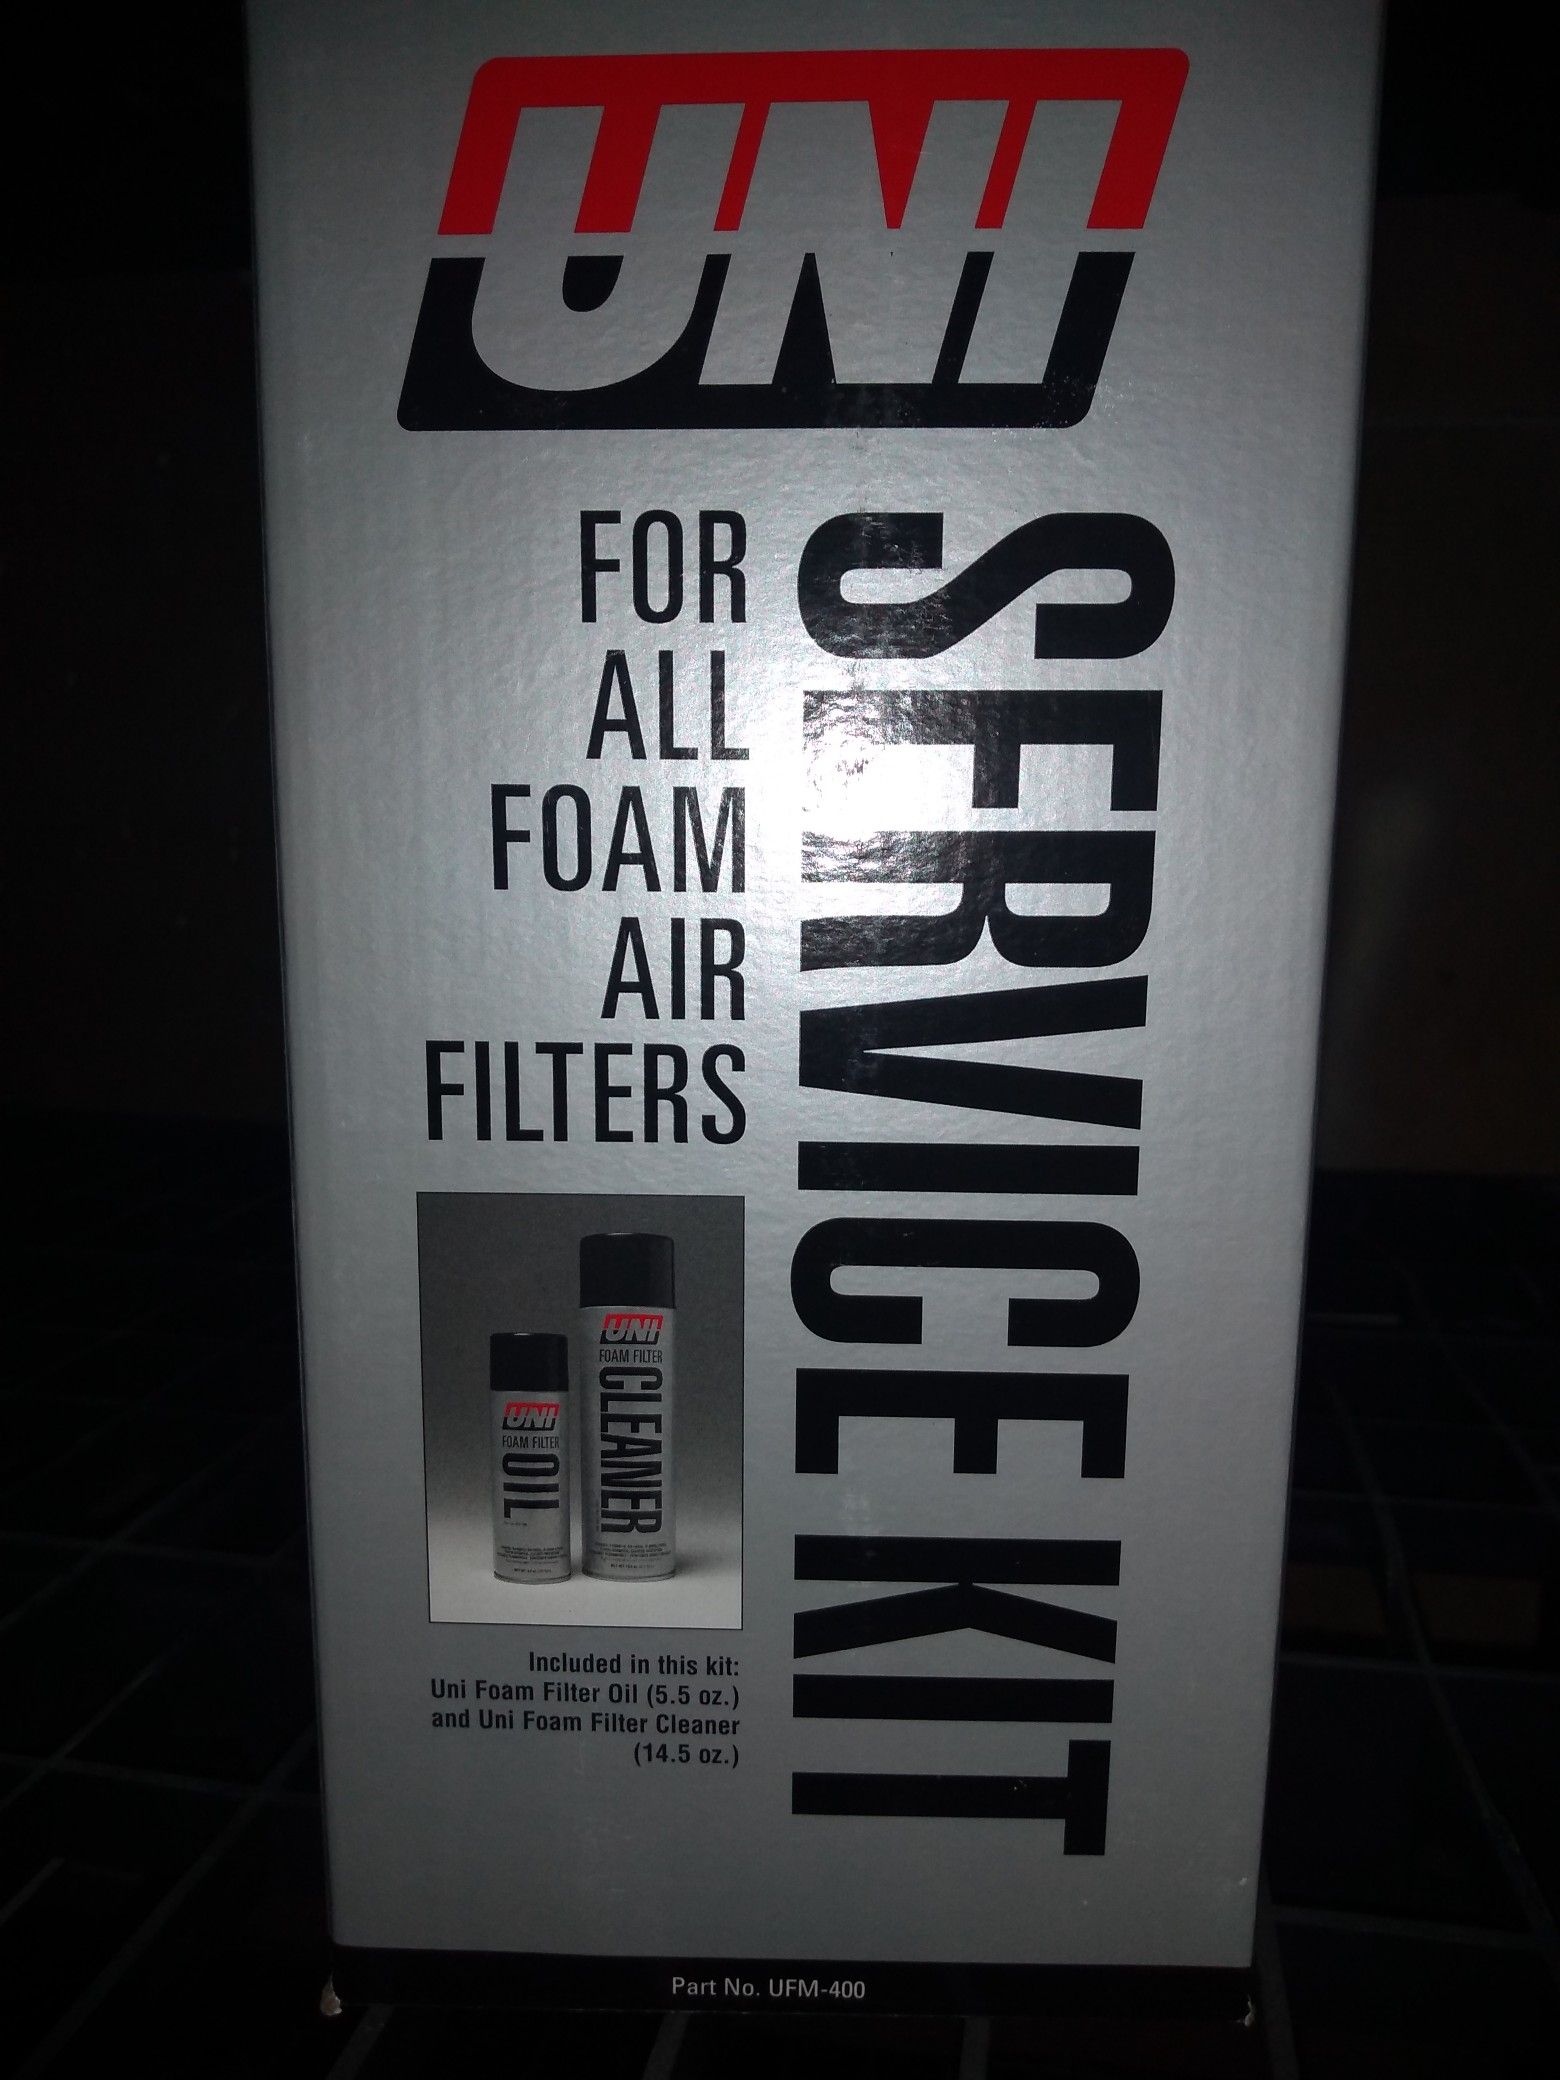 UNI
SERVICE KIT
FOR
ALL
FOAM
AIR
FILTERS
UNI
FOAM FILTER
CLEANER
UNI
FOAM FILTER
OIL
Included in this kit:
Uni Foam Filter Oil (5.5 oz.)
and Uni Foam Filter Cleaner
(14.5 oz.)
Part No. UFM-400